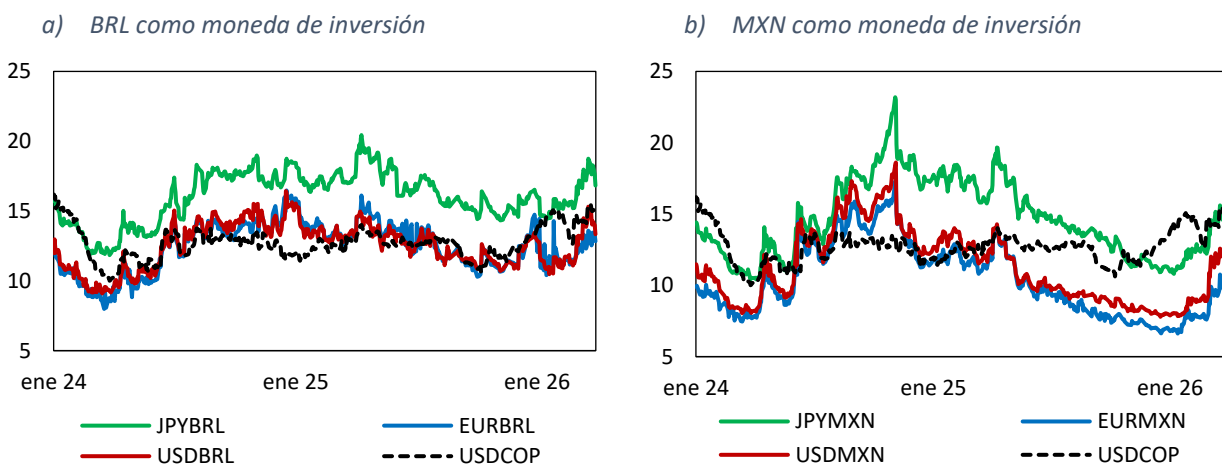 a) BRL como moneda de inversión
25
20
15
10
5
ene 24 ene 25 ene 26
JPYBRL EURBRL
USDBRL USDCOP
b) MXN como moneda de inversión
25
20
15
10
5
ene 24 ene 25 ene 26
JPYMXN EURMXN
USDMXN USDCOP